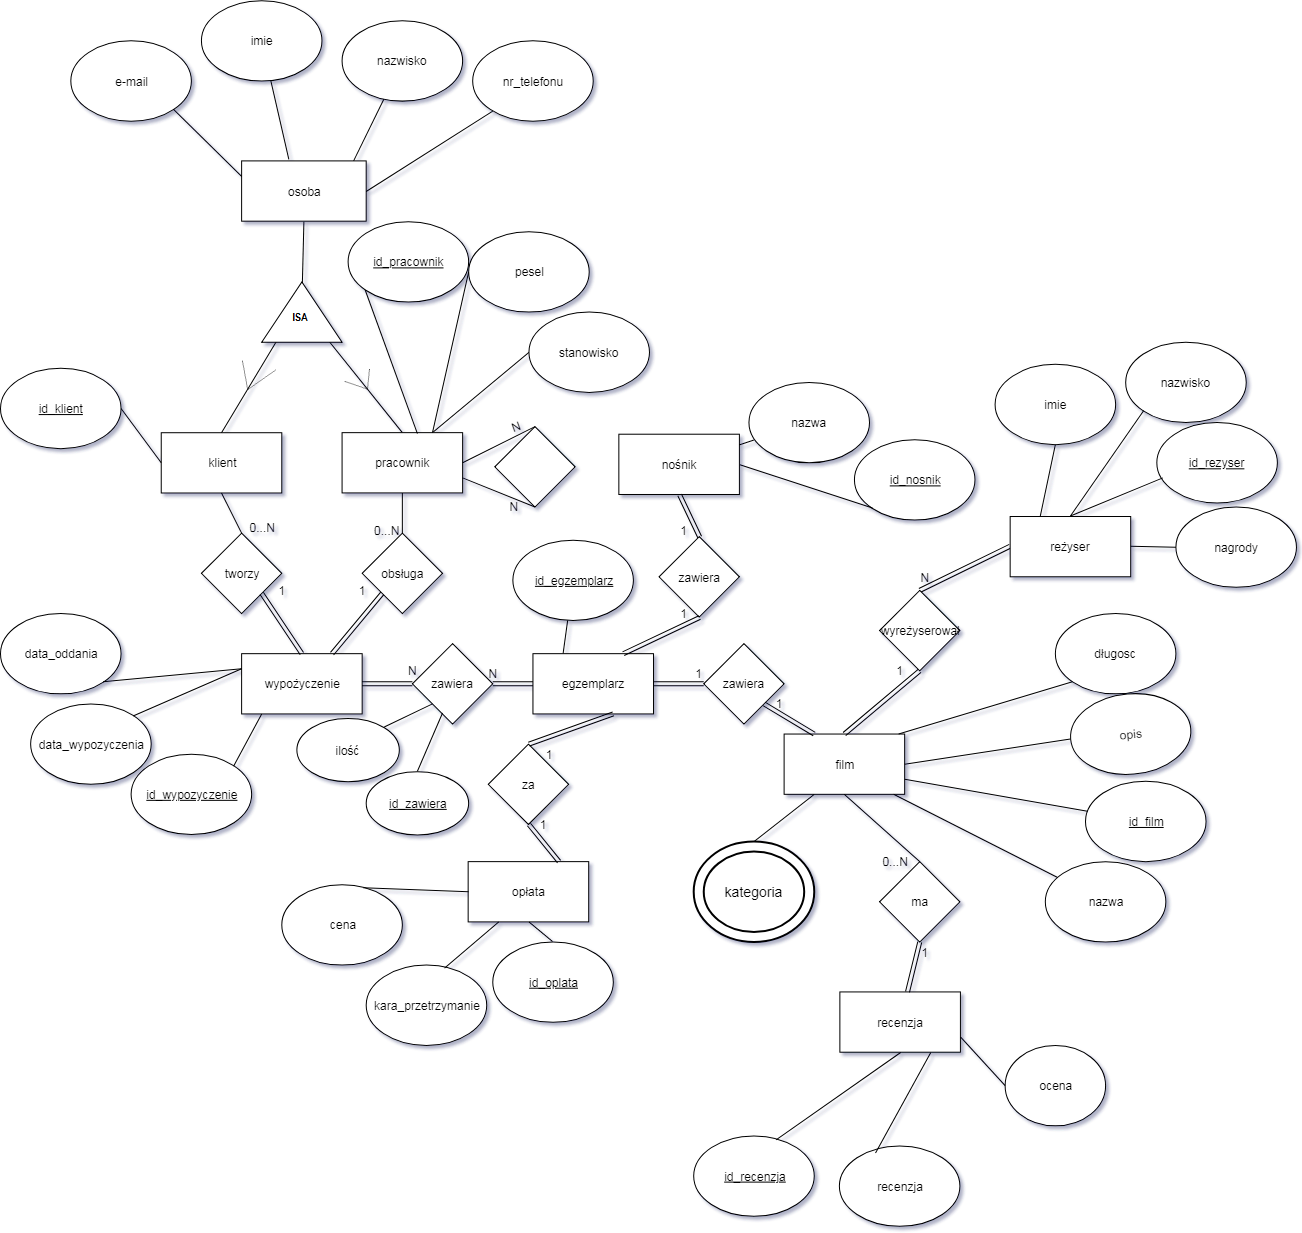 imie
nazwisko
e-mail
nr_telefonu
osoba
id_pracownik
pesel
ISA
stanowisko
nazwisko
imie
id_klient
nazwa
N
klient
pracownik
nośnik
id_rezyser
id_nosnik
N
0...N
0...N
1
reżyser
nagrody
tworzy
obsługa
id_egzemplarz
zawiera
N
1
1
1
wyreżyserował
data_oddania
długosc
N
N
1
1
wypożyczenie
zawiera
egzemplarz
zawiera
1
opis
data_wypozyczenia
ilość
1
film
za
id_wypozyczenie
id_zawiera
id_film
1
0...N
opłata
kategoria
ma
nazwa
cena
1
id_oplata
kara_przetrzymanie
recenzja
ocena
id_recenzja
recenzja